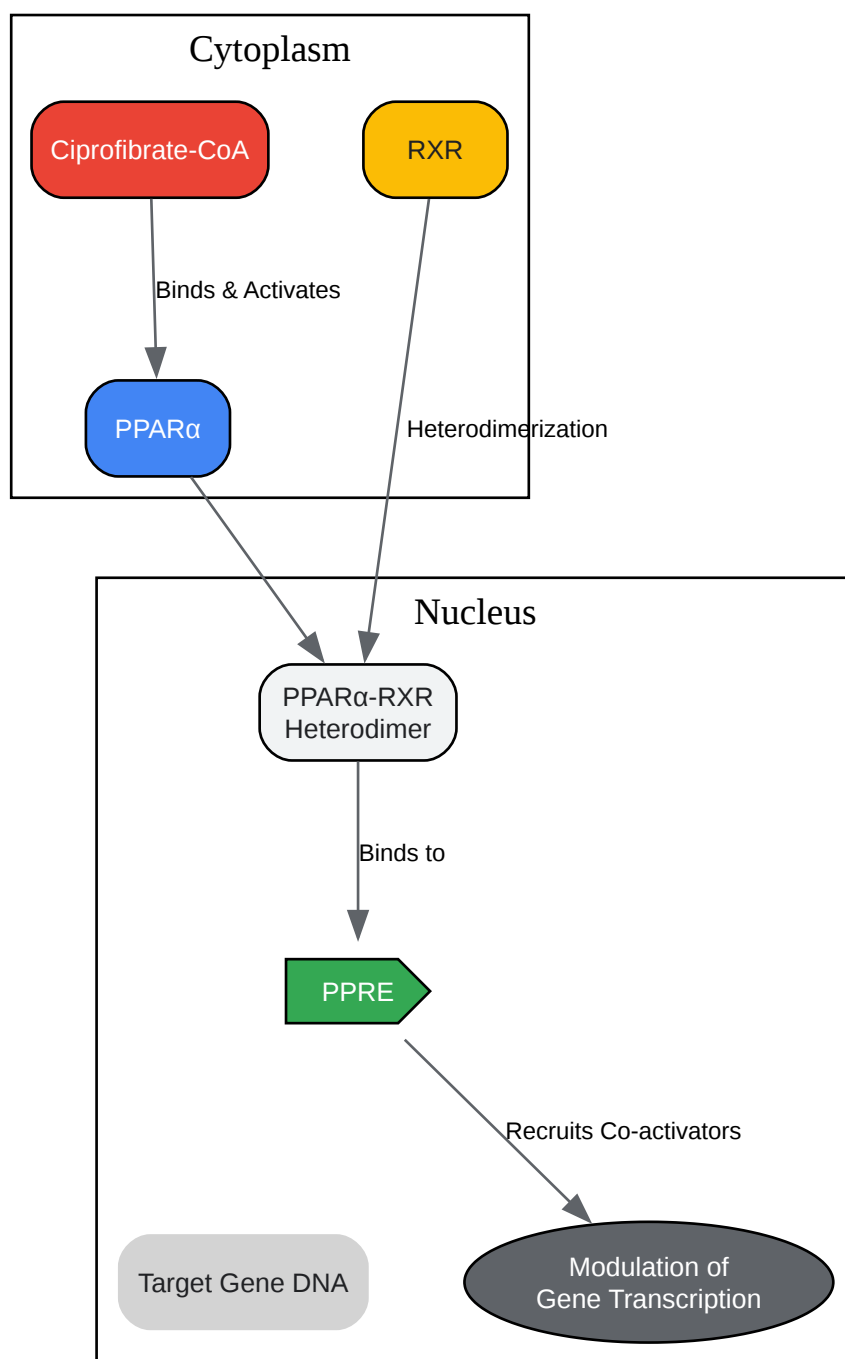 Cytoplasm
Ciprofibrate-CoA
RXR
Binds & Activates
PPARα
Heterodimerization
Nucleus
PPARα-RXR
Heterodimer
Binds to
PPRE
Recruits Co-activators
Target Gene DNA
Modulation of
Gene Transcription